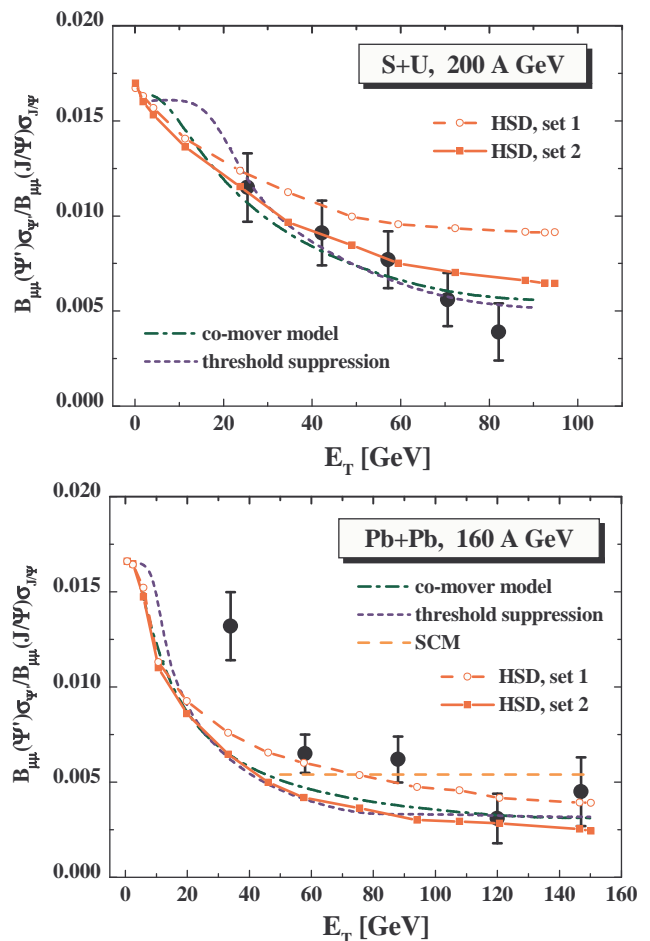 S+U, 200 A GeV
HSD, set 1
HSD, set 2
co-mover model
threshold suppression
0.020
0.015
0.010
0.005
0.000
B_μμ(Ψ')σ_Ψ'/B_μμ(J/Ψ)σ_J/Ψ
0 20 40 60 80 100
E_T [GeV]
Pb+Pb, 160 A GeV
co-mover model
threshold suppression
SCM
HSD, set 1
HSD, set 2
0.020
0.015
0.010
0.005
0.000
B_μμ(Ψ')σ_Ψ'/B_μμ(J/Ψ)σ_J/Ψ
0 20 40 60 80 100 120 140 160
E_T [GeV]